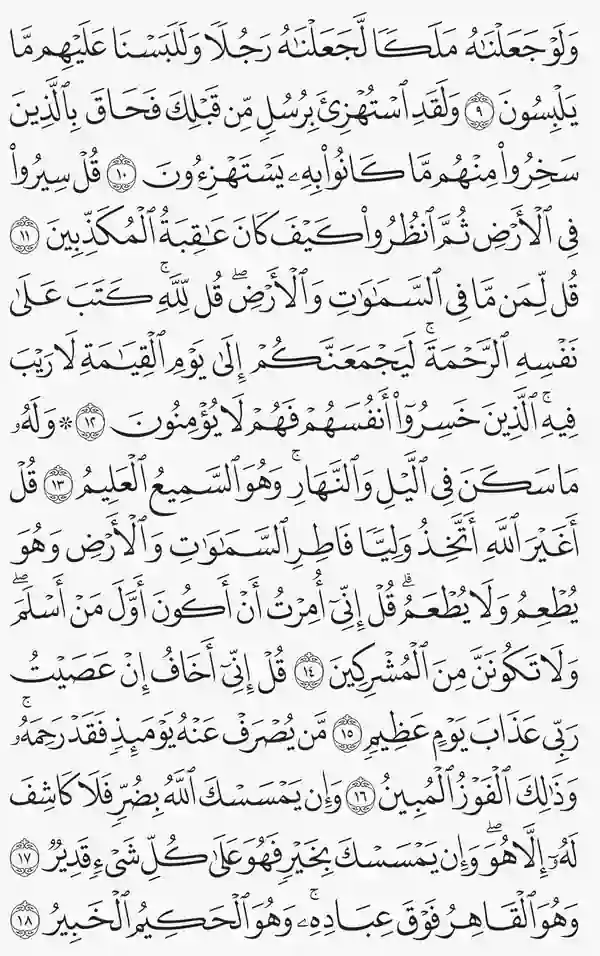 وَلَوۡ جَعَلۡنَٰهُ مَلَكٗا لَّجَعَلۡنَٰهُ رَجُلٗا وَلَلَبَسۡنَا عَلَيۡهِم مَّا
يَلۡبِسُونَ ٩ وَلَقَدِ ٱسۡتُهۡزِئَ بِرُسُلٖ مِّن قَبۡلِكَ فَحَاقَ بِٱلَّذِينَ
سَخِرُواْ مِنۡهُم مَّا كَانُواْ بِهِۦ يَسۡتَهۡزِءُونَ ١٠ قُلۡ سِيرُواْ
فِي ٱلۡأَرۡضِ ثُمَّ ٱنظُرُواْ كَيۡفَ كَانَ عَٰقِبَةُ ٱلۡمُكَذِّبِينَ ١١
قُل لِّمَن مَّا فِي ٱلسَّمَٰوَٰتِ وَٱلۡأَرۡضِۖ قُل لِّلَّهِۚ كَتَبَ عَلَىٰ
نَفۡسِهِ ٱلرَّحۡمَةَۚ لَيَجۡمَعَنَّكُمۡ إِلَىٰ يَوۡمِ ٱلۡقِيَٰمَةِ لَا رَيۡبَ
فِيهِۚ ٱلَّذِينَ خَسِرُوٓاْ أَنفُسَهُمۡ فَهُمۡ لَا يُؤۡمِنُونَ ١٢ ۞ وَلَهُۥ
مَا سَكَنَ فِي ٱلَّيۡلِ وَٱلنَّهَارِۚ وَهُوَ ٱلسَّمِيعُ ٱلۡعَلِيمُ ١٣ قُلۡ
أَغَيۡرَ ٱللَّهِ أَتَّخِذُ وَلِيّٗا فَاطِرِ ٱلسَّمَٰوَٰتِ وَٱلۡأَرۡضِ وَهُوَ
يُطۡعِمُ وَلَا يُطۡعَمُۗ قُلۡ إِنِّيٓ أُمِرۡتُ أَنۡ أَكُونَ أَوَّلَ مَنۡ أَسۡلَمَۖ
وَلَا تَكُونَنَّ مِنَ ٱلۡمُشۡرِكِينَ ١٤ قُلۡ إِنِّيٓ أَخَافُ إِنۡ عَصَيۡتُ
رَبِّي عَذَابَ يَوۡمٍ عَظِيمٖ ١٥ مَّن يُصۡرَفۡ عَنۡهُ يَوۡمَئِذٖ فَقَدۡ رَحِمَهُۥۚ
وَذَٰلِكَ ٱلۡفَوۡزُ ٱلۡمُبِينُ ١٦ وَإِن يَمۡسَسۡكَ ٱللَّهُ بِضُرّٖ فَلَا كَاشِفَ
لَهُۥٓ إِلَّا هُوَۖ وَإِن يَمۡسَسۡكَ بِخَيۡرٖ فَهُوَ عَلَىٰ كُلِّ شَيۡءٖ قَدِيرٞ ١٧
وَهُوَ ٱلۡقَاهِرُ فَوۡقَ عِبَادِهِۦۚ وَهُوَ ٱلۡحَكِيمُ ٱلۡخَبِيرُ ١٨